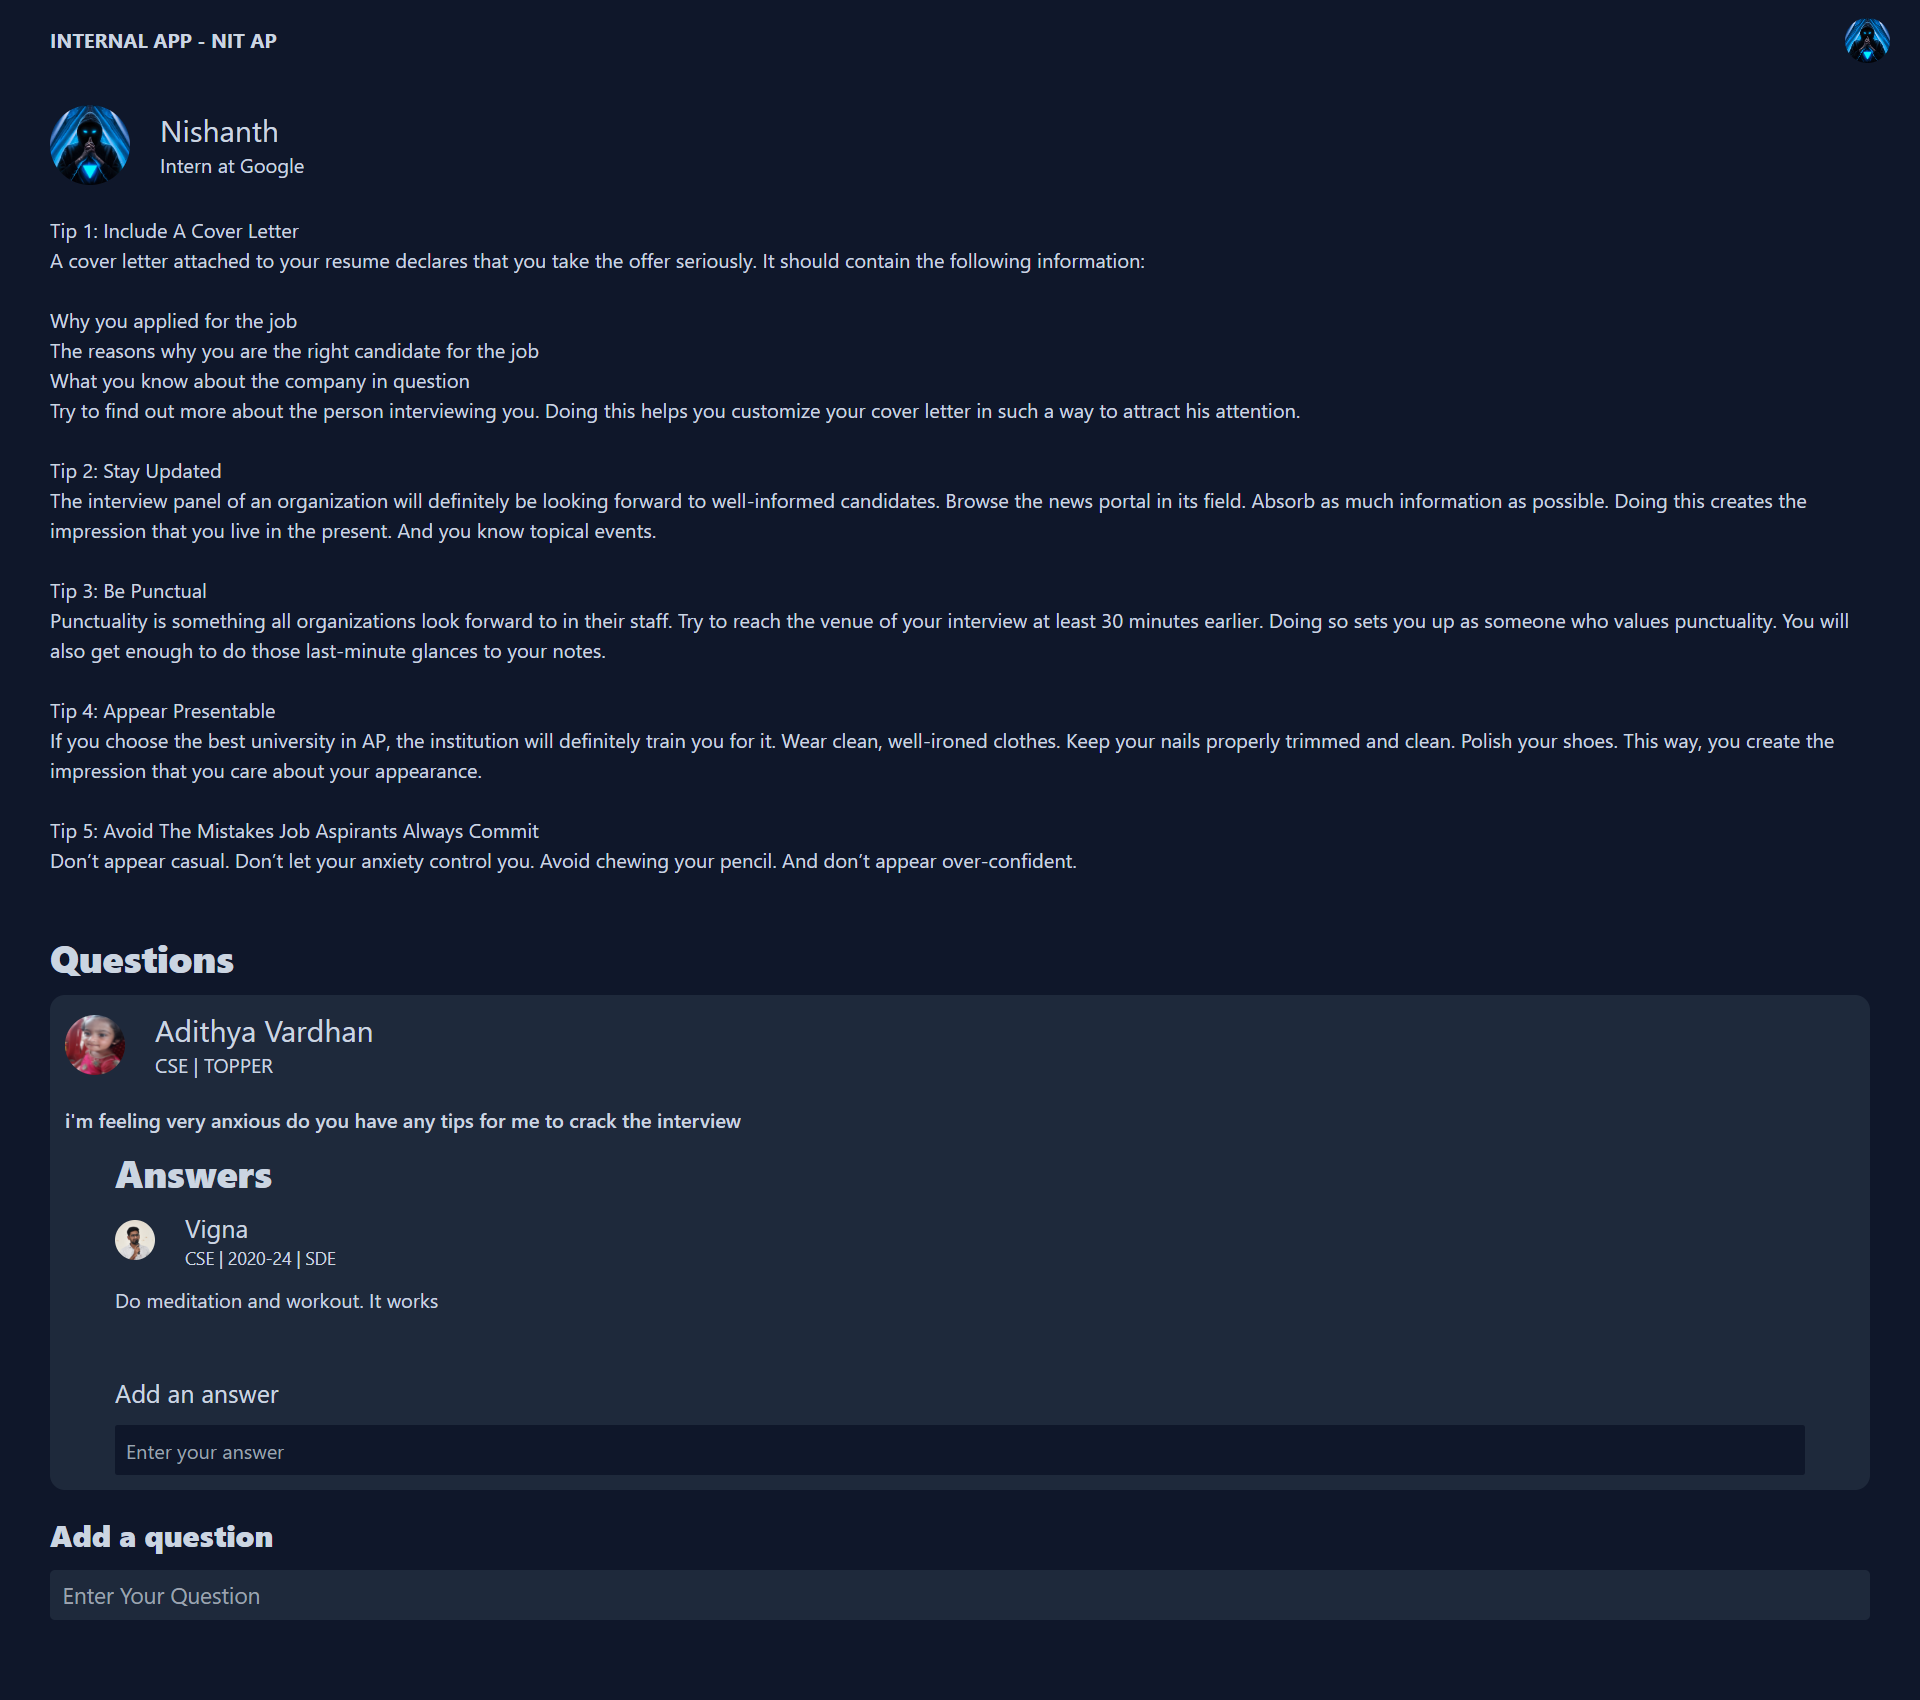 INTERNAL APP - NIT AP
Nishanth
Intern at Google
Tip 1: Include A Cover Letter
A cover letter attached to your resume declares that you take the offer seriously. It should contain the following information:
Why you applied for the job
The reasons why you are the right candidate for the job
What you know about the company in question
Try to find out more about the person interviewing you. Doing this helps you customize your cover letter in such a way to attract his attention.
Tip 2: Stay Updated
The interview panel of an organization will definitely be looking forward to well-informed candidates. Browse the news portal in its field. Absorb as much information as possible. Doing this creates the
impression that you live in the present. And you know topical events.
Tip 3: Be Punctual
Punctuality is something all organizations look forward to in their staff. Try to reach the venue of your interview at least 30 minutes earlier. Doing so sets you up as someone who values punctuality. You will
also get enough to do those last-minute glances to your notes.
Tip 4: Appear Presentable
If you choose the best university in AP, the institution will definitely train you for it. Wear clean, well-ironed clothes. Keep your nails properly trimmed and clean. Polish your shoes. This way, you create the
impression that you care about your appearance.
Tip 5: Avoid The Mistakes Job Aspirants Always Commit
Don’t appear casual. Don’t let your anxiety control you. Avoid chewing your pencil. And don’t appear over-confident.
Questions
Adithya Vardhan
CSE | TOPPER
i'm feeling very anxious do you have any tips for me to crack the interview
Answers
Vigna
CSE | 2020-24 | SDE
Do meditation and workout. It works
Add an answer
Enter your answer
Add a question
Enter Your Question